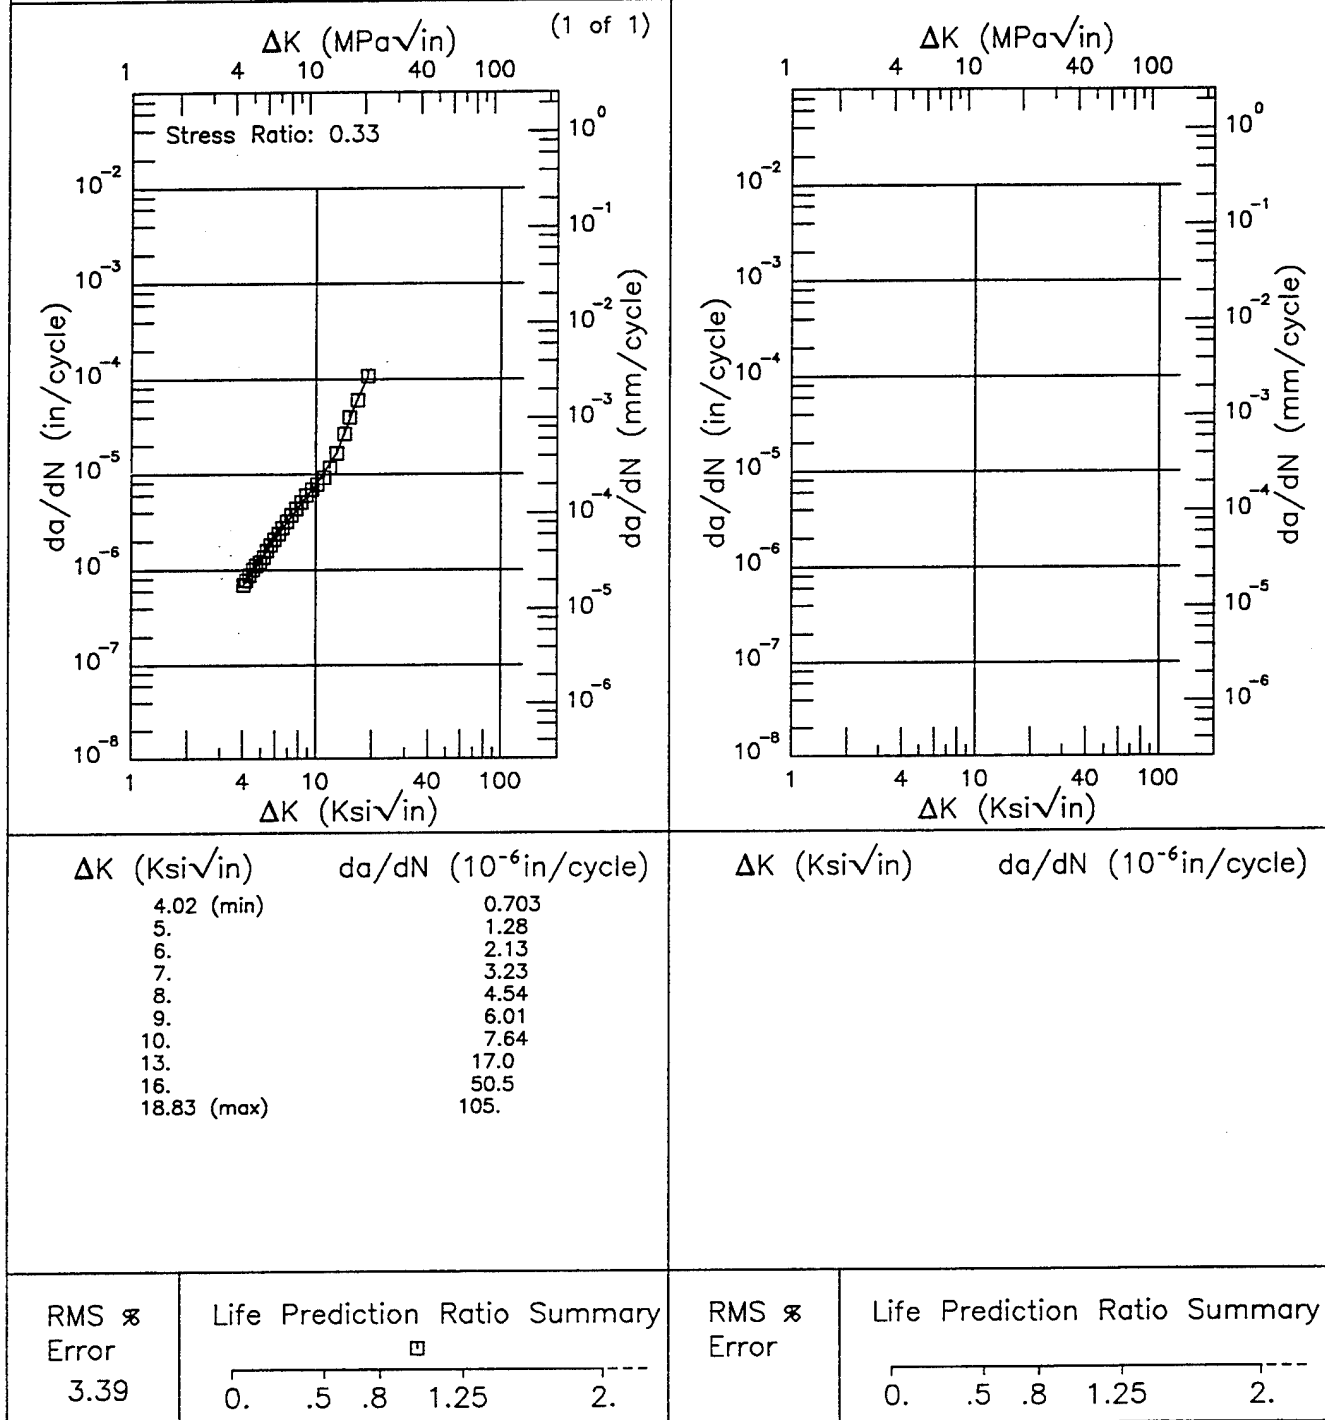 (1 of 1)
ΔK (MPa√in)
1 4 10 40 100
Stress Ratio: 0.33
da/dN (in/cycle)
10⁻²
10⁻³
10⁻⁴
10⁻⁵
10⁻⁶
10⁻⁷
10⁻⁸
10⁰
10⁻¹
10⁻²
10⁻³
10⁻⁴
10⁻⁵
10⁻⁶
da/dN (mm/cycle)
1 4 10 40 100
ΔK (Ksi√in)
ΔK (MPa√in)
1 4 10 40 100
da/dN (in/cycle)
10⁻²
10⁻³
10⁻⁴
10⁻⁵
10⁻⁶
10⁻⁷
10⁻⁸
10⁰
10⁻¹
10⁻²
10⁻³
10⁻⁴
10⁻⁵
10⁻⁶
da/dN (mm/cycle)
1 4 10 40 100
ΔK (Ksi√in)
ΔK (Ksi√in) da/dN (10⁻⁶in/cycle)
4.02 (min) 0.703
5. 1.28
6. 2.13
7. 3.23
8. 4.54
9. 6.01
10. 7.64
13. 17.0
16. 50.5
18.83 (max) 105.
ΔK (Ksi√in) da/dN (10⁻⁶in/cycle)
RMS %
Error
3.39
Life Prediction Ratio Summary
0. .5 .8 1.25 2.
RMS %
Error
Life Prediction Ratio Summary
0. .5 .8 1.25 2.